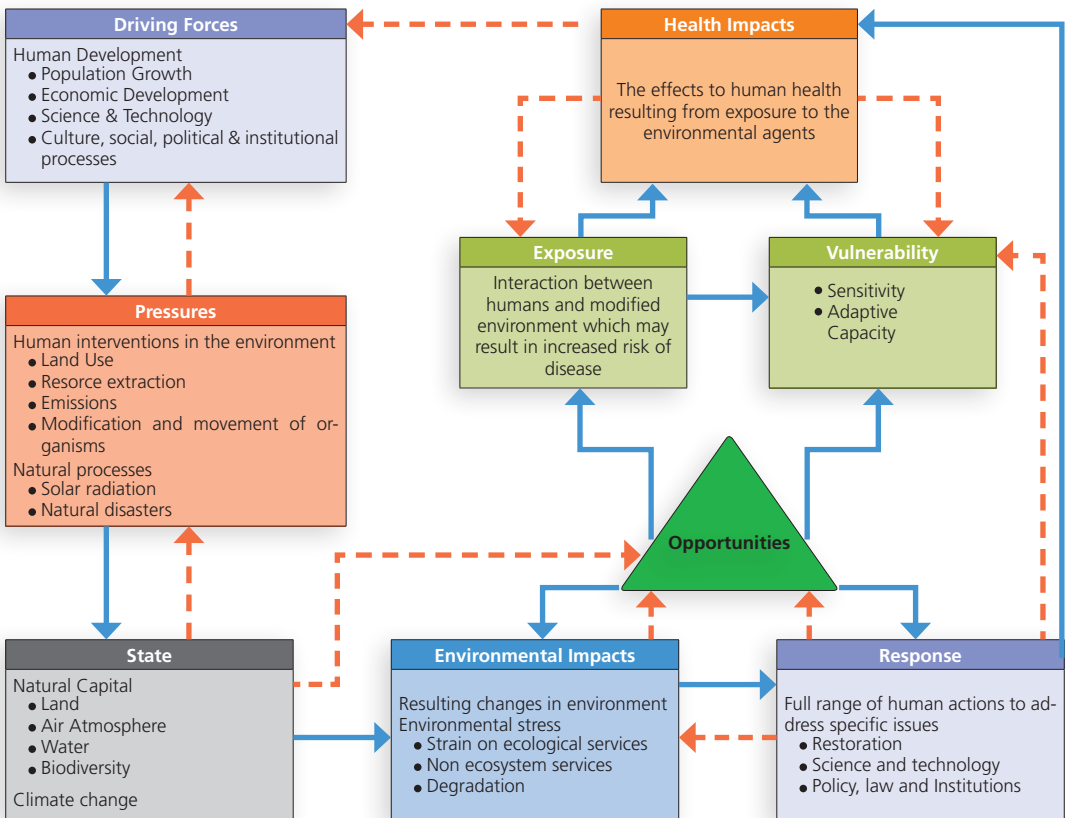 Driving Forces
Human Development
• Population Growth
• Economic Development
• Science & Technology
• Culture, social, political & institutional
processes
Health Impacts
The effects to human health
resulting from exposure to the
environmental agents
Exposure
Interaction between
humans and modified
environment which may
result in increased risk of
disease
Vulnerability
• Sensitivity
• Adaptive
Capacity
Pressures
Human interventions in the environment
• Land Use
• Resorce extraction
• Emissions
• Modification and movement of or-
ganisms
Natural processes
• Solar radiation
• Natural disasters
Opportunities
State
Natural Capital
• Land
• Air Atmosphere
• Water
• Biodiversity
Climate change
Environmental Impacts
Resulting changes in environment
Environmental stress
• Strain on ecological services
• Non ecosystem services
• Degradation
Response
Full range of human actions to ad-
dress specific issues
• Restoration
• Science and technology
• Policy, law and Institutions